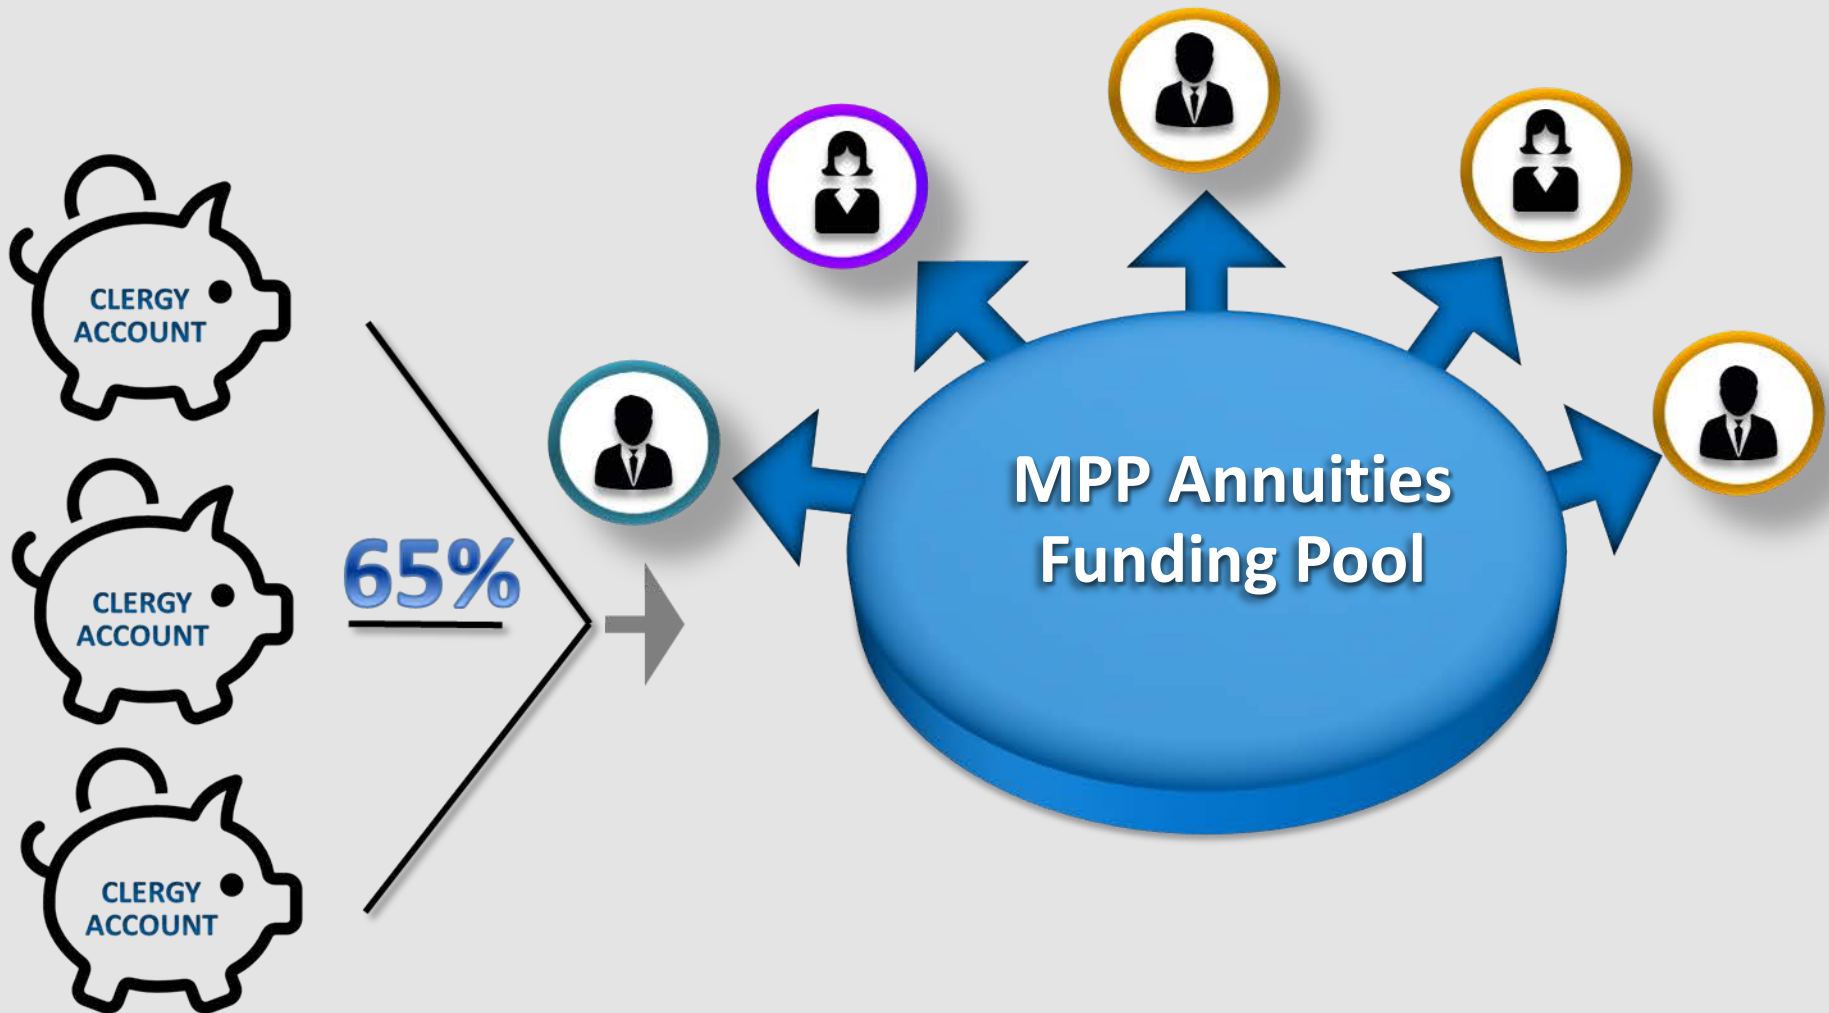 CLERGY
ACCOUNT
CLERGY
ACCOUNT
CLERGY
ACCOUNT
65%
MPP Annuities
Funding Pool